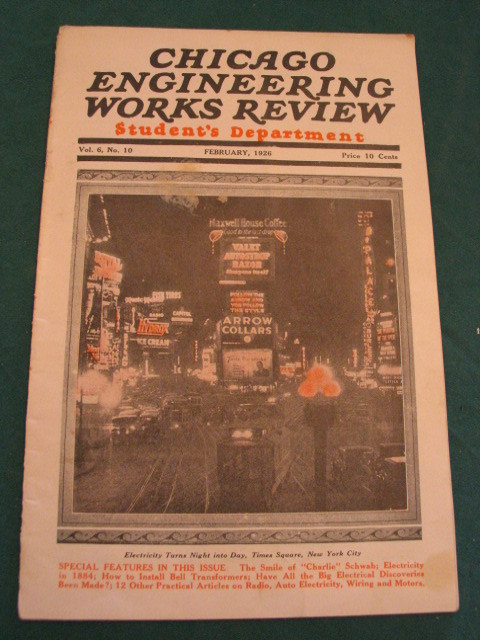 CHICAGO
ENGINEERING
WORKS REVIEW
Student's Department
Vol. 6, No. 10 FEBRUARY, 1926 Price 10 Cents
Maxwell House Coffee
VALET
AUTOSTROP
RAZOR
ARROW
COLLARS
PALACE
ICE CREAM
Electricity Turns Night into Day, Times Square, New York City
SPECIAL FEATURES IN THIS ISSUE The Smile of "Charlie" Schwab; Electricity
in 1884; How to Install Bell Transformers; Have All the Big Electrical Discoveries
Been Made?; 12 Other Practical Articles on Radio, Auto Electricity, Wiring and Motors.